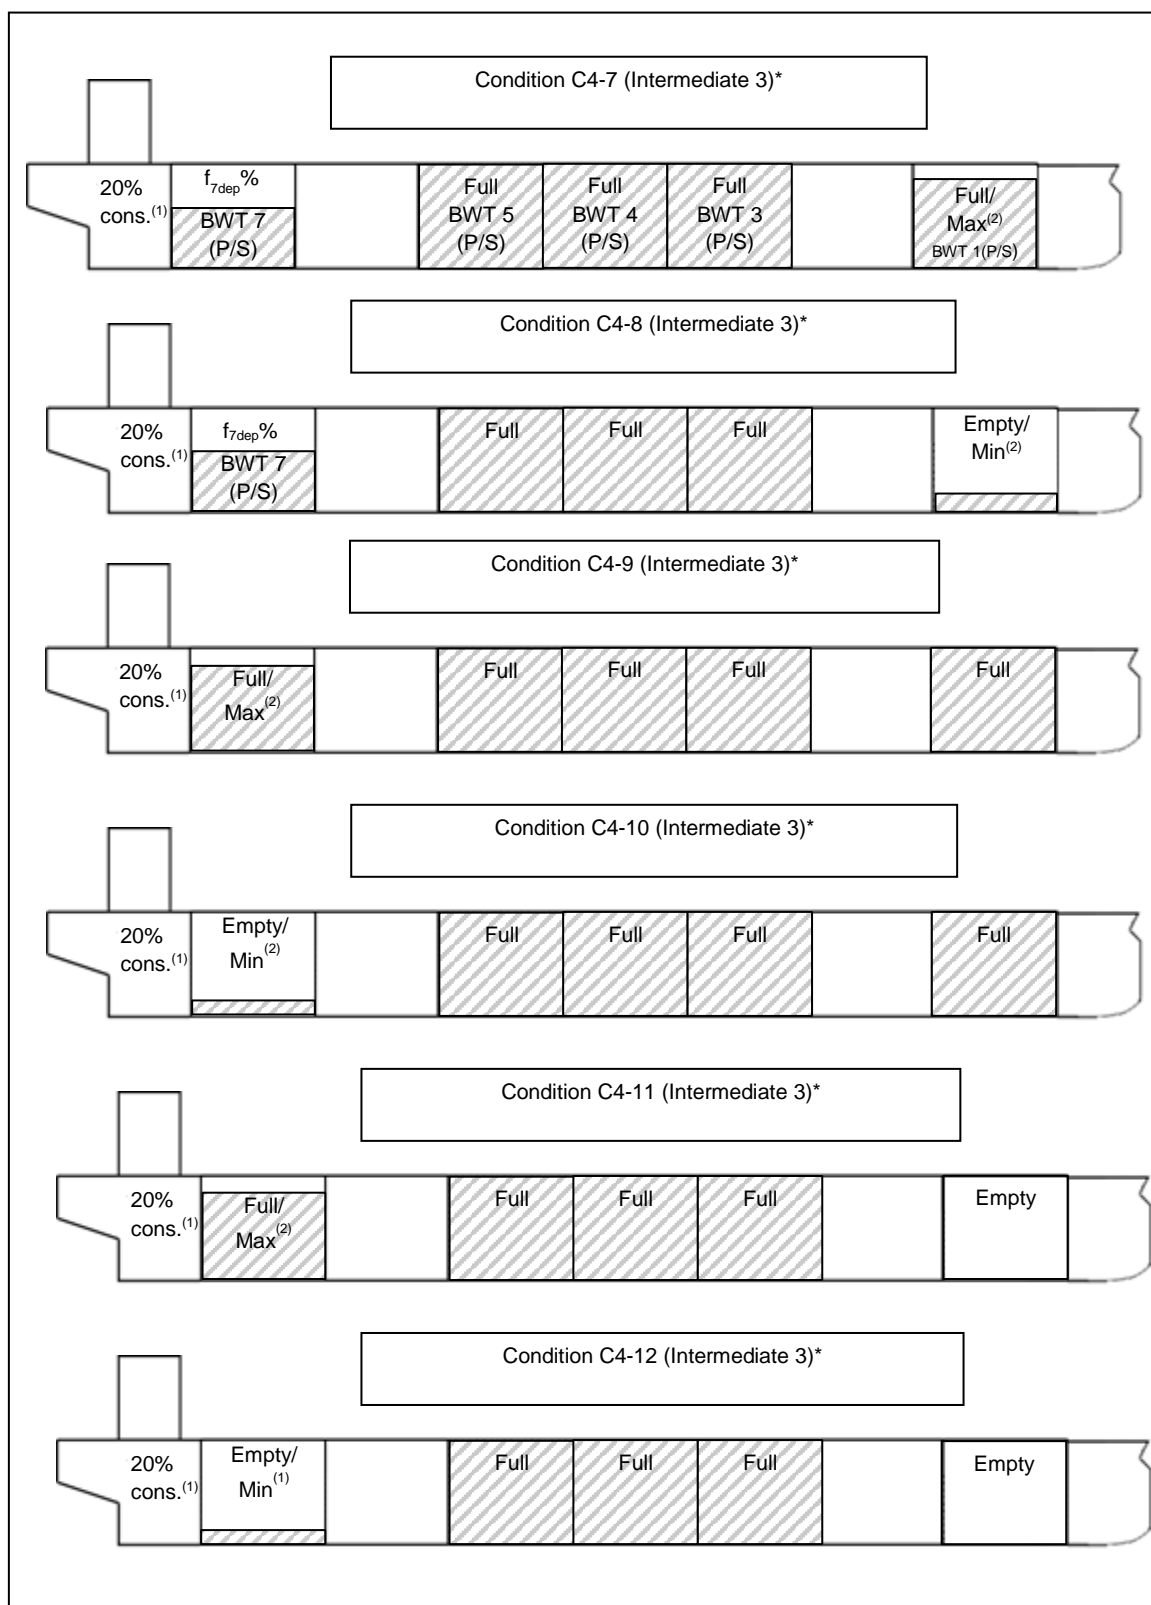 Condition C4-7 (Intermediate 3)*
20%
cons.(1)
f7dep%
BWT 7
(P/S)
Full
BWT 5
(P/S)
Full
BWT 4
(P/S)
Full
BWT 3
(P/S)
Full/
Max(2)
BWT 1(P/S)
Condition C4-8 (Intermediate 3)*
20%
cons.(1)
f7dep%
BWT 7
(P/S)
Full
Full
Full
Empty/
Min(2)
Condition C4-9 (Intermediate 3)*
20%
cons.(1)
Full/
Max(2)
Full
Full
Full
Full
Condition C4-10 (Intermediate 3)*
20%
cons.(1)
Empty/
Min(2)
Full
Full
Full
Full
Condition C4-11 (Intermediate 3)*
20%
cons.(1)
Full/
Max(2)
Full
Full
Full
Empty
Condition C4-12 (Intermediate 3)*
20%
cons.(1)
Empty/
Min(1)
Full
Full
Full
Empty